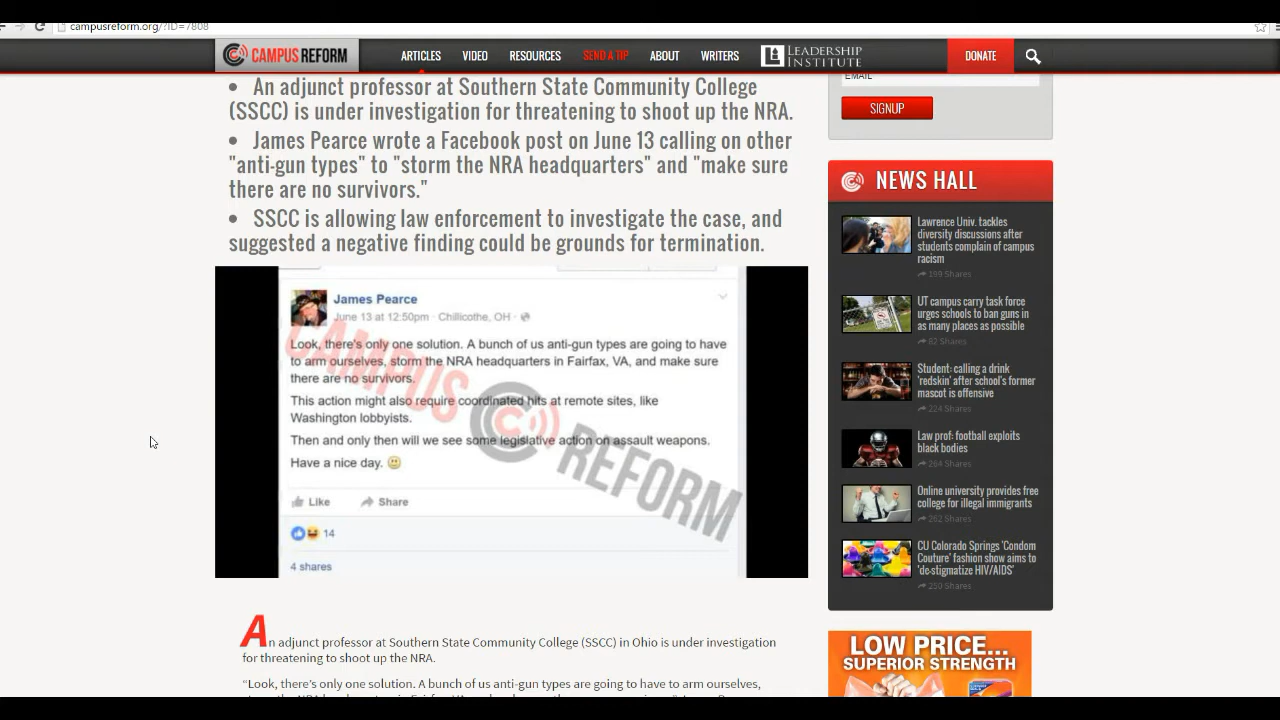 campusreform.org/?ID=7808
CAMPUS REFORM
ARTICLES VIDEO RESOURCES SEND A TIP ABOUT WRITERS LEADERSHIP INSTITUTE DONATE
• An adjunct professor at Southern State Community College
(SSCC) is under investigation for threatening to shoot up the NRA.
• James Pearce wrote a Facebook post on June 13 calling on other
"anti-gun types" to "storm the NRA headquarters" and "make sure
there are no survivors."
• SSCC is allowing law enforcement to investigate the case, and
suggested a negative finding could be grounds for termination.
James Pearce
June 13 at 12:50pm · Chillicothe, OH ·
Look, there's only one solution. A bunch of us anti-gun types are going to have
to arm ourselves, storm the NRA headquarters in Fairfax, VA, and make sure
there are no survivors.
This action might also require coordinated hits at remote sites, like
Washington lobbyists.
Then and only then will we see some legislative action on assault weapons.
Have a nice day.
Like Share
14
4 shares
CAMPUS REFORM
An adjunct professor at Southern State Community College (SSCC) in Ohio is under investigation
for threatening to shoot up the NRA.
"Look, there's only one solution. A bunch of us anti-gun types are going to have to arm ourselves,
EMAIL
SIGNUP
NEWS HALL
Lawrence Univ. tackles
diversity discussions after
students complain of campus
racism
199 Shares
UT campus carry task force
urges schools to ban guns in
as many places as possible
82 Shares
Student: calling a drink
'redskin' after school's former
mascot is offensive
224 Shares
Law prof: football exploits
black bodies
264 Shares
Online university provides free
college for illegal immigrants
262 Shares
CU Colorado Springs 'Condom
Couture' fashion show aims to
'de-stigmatize HIV/AIDS'
250 Shares
LOW PRICE...
SUPERIOR STRENGTH